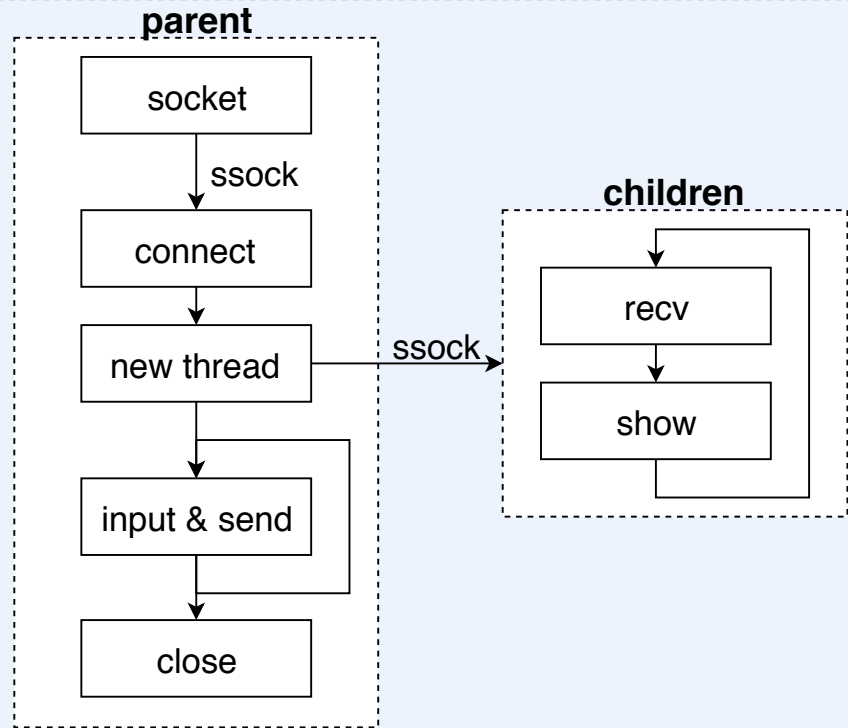 parent
socket
ssock
connect
new thread
input & send
close
ssock
children
recv
show